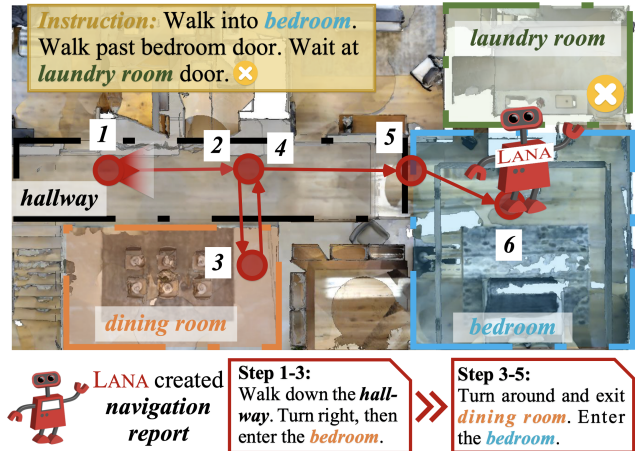 Instruction: Walk into bedroom.
Walk past bedroom door. Wait at
laundry room door.
laundry room
1
2
4
5
LANA
hallway
3
6
dining room
bedroom
LANA created
navigation
report
Step 1-3:
Walk down the hall-
way. Turn right, then
enter the bedroom.
Step 3-5:
Turn around and exit
dining room. Enter
the bedroom.